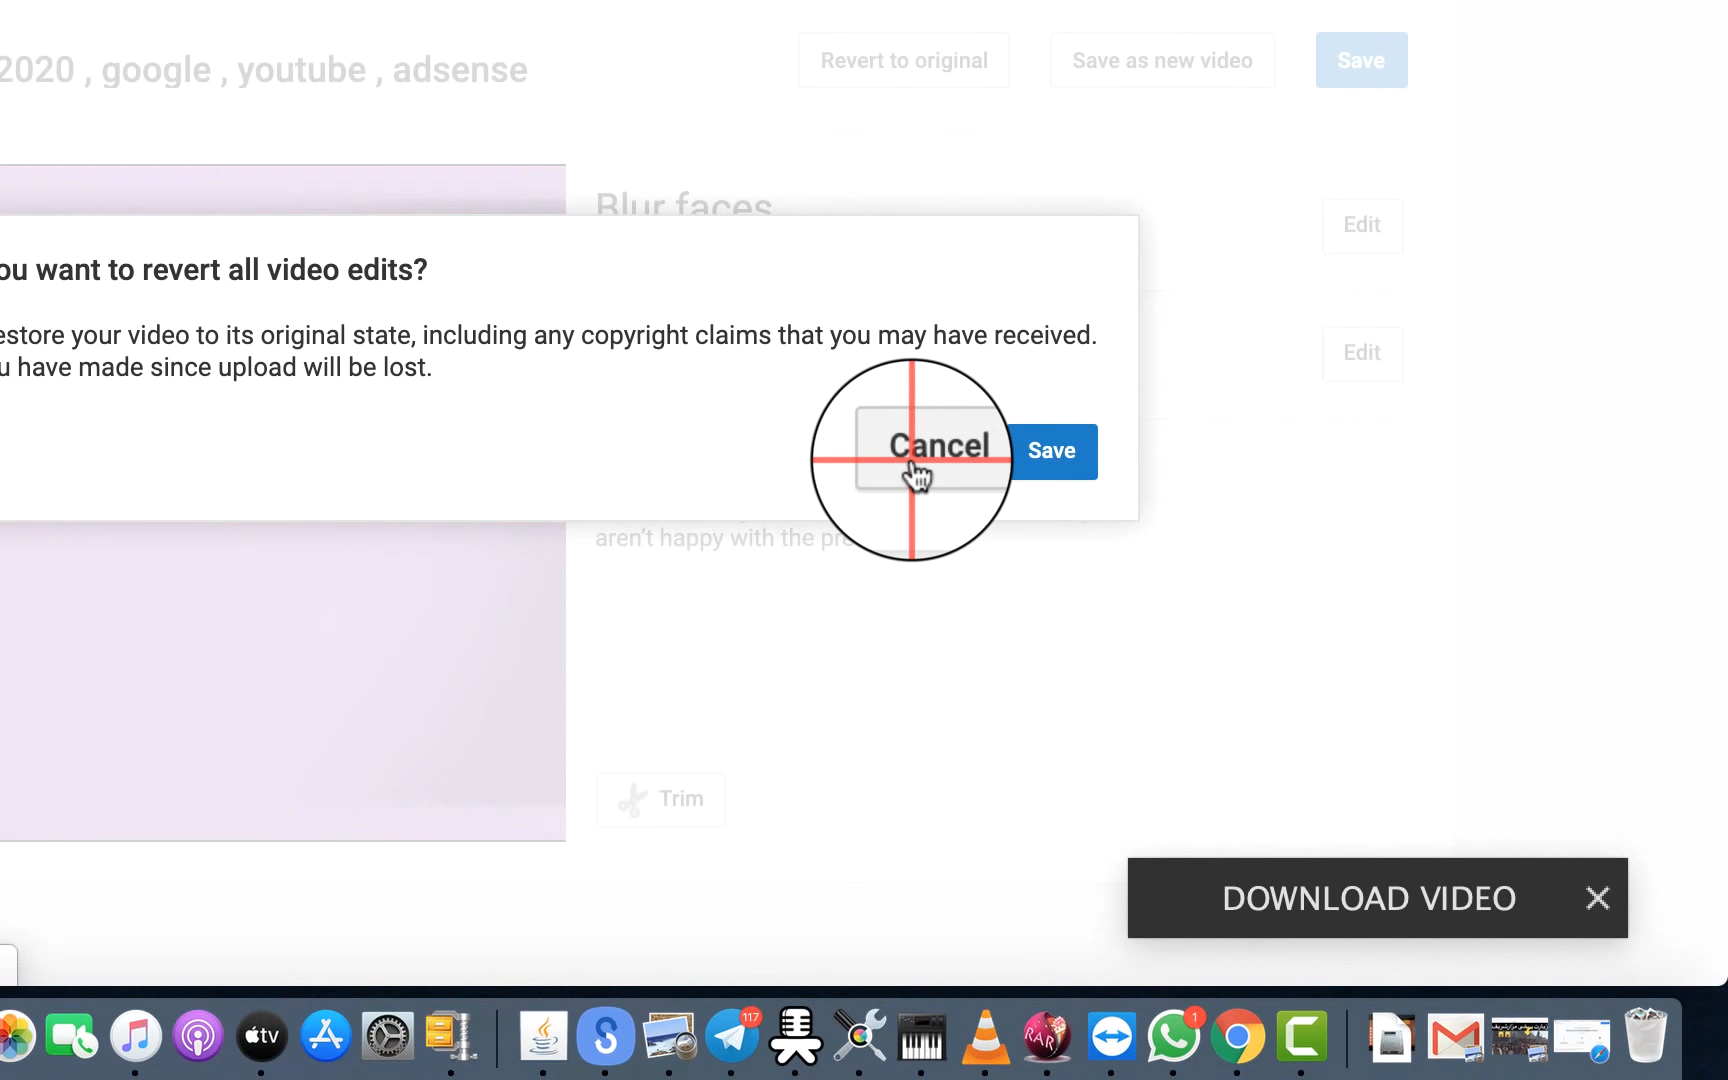 2020 , google , youtube , adsense
Revert to original
Save as new video
Save
Blur faces
Edit
ou want to revert all video edits?
estore your video to its original state, including any copyright claims that you may have received.
u have made since upload will be lost.
Edit
Cancel
Save
aren't happy with the pre
Trim
DOWNLOAD VIDEO
tv
117
RAR
1